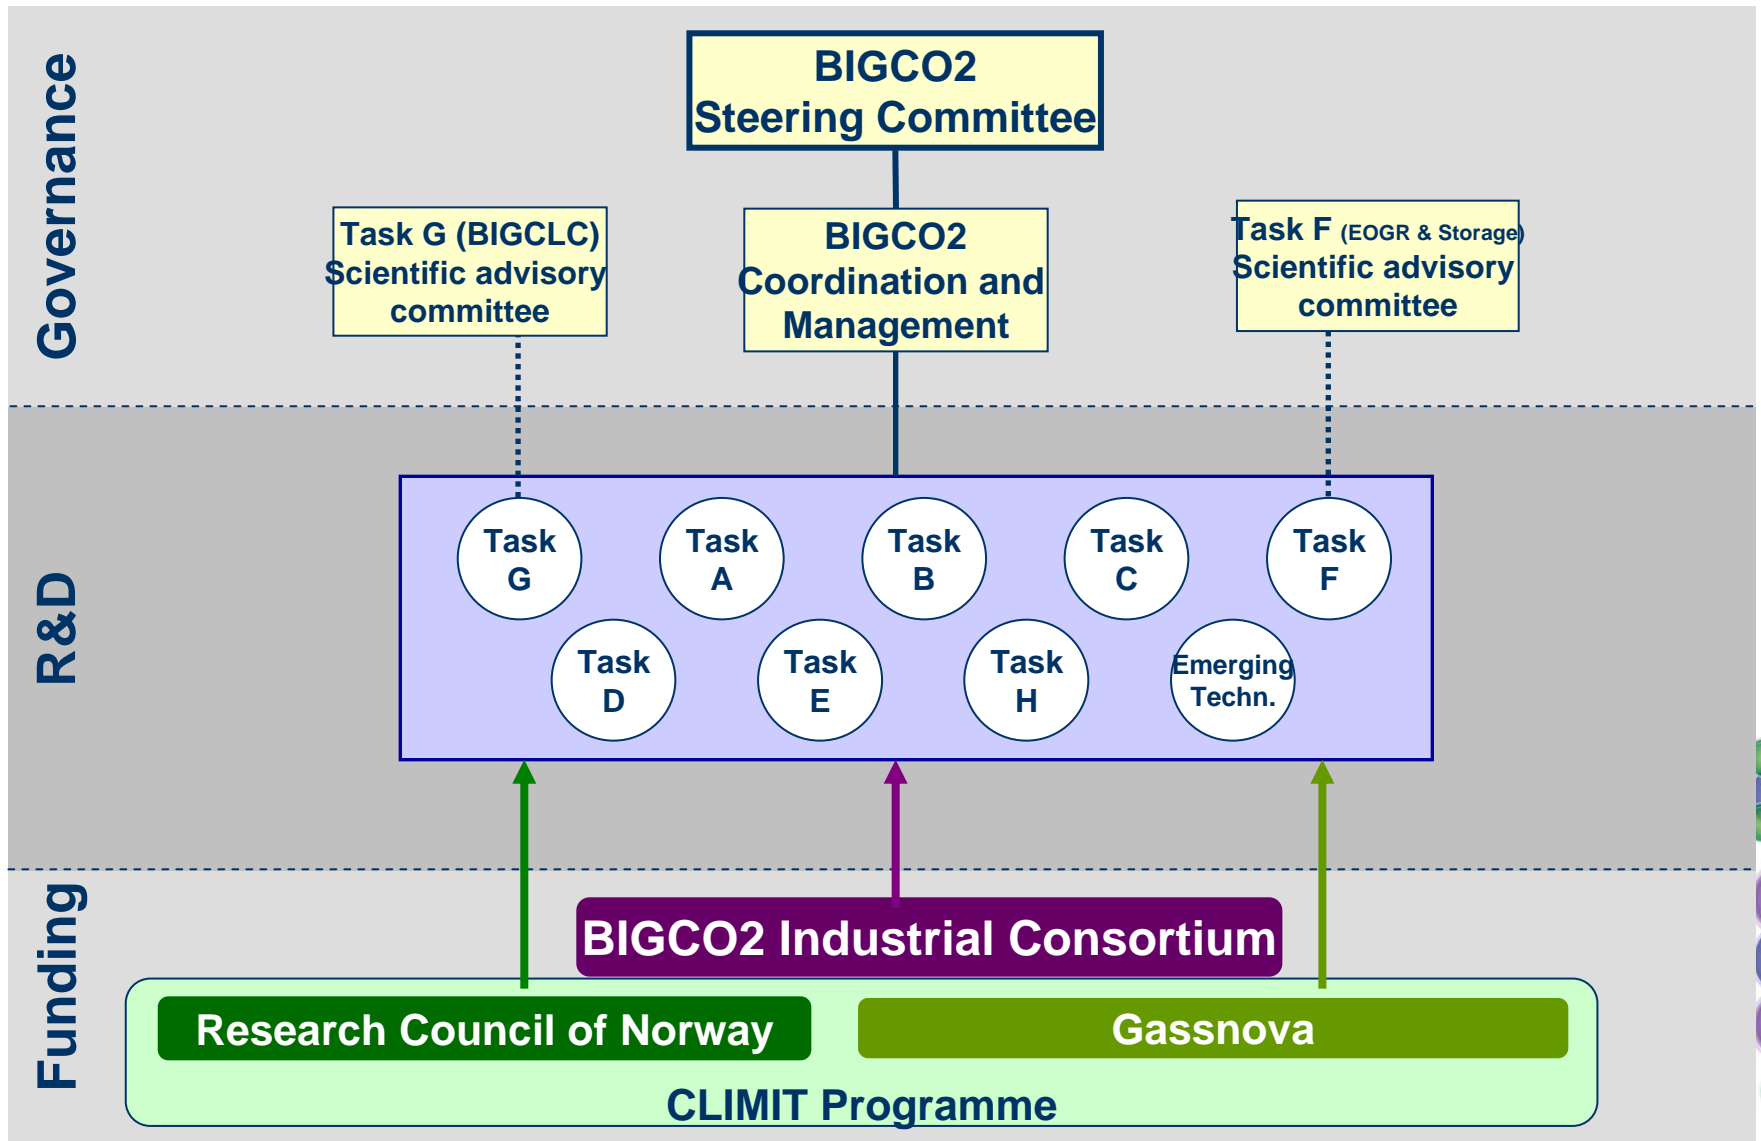 Governance
BIGCO2
Steering Committee
Task G (BIGCLC)
Scientific advisory
committee
BIGCO2
Coordination and
Management
Task F (EOGR & Storage)
Scientific advisory
committee
R&D
Task
G
Task
A
Task
B
Task
C
Task
F
Task
D
Task
E
Task
H
Emerging
Techn.
Funding
BIGCO2 Industrial Consortium
Research Council of Norway
Gassnova
CLIMIT Programme